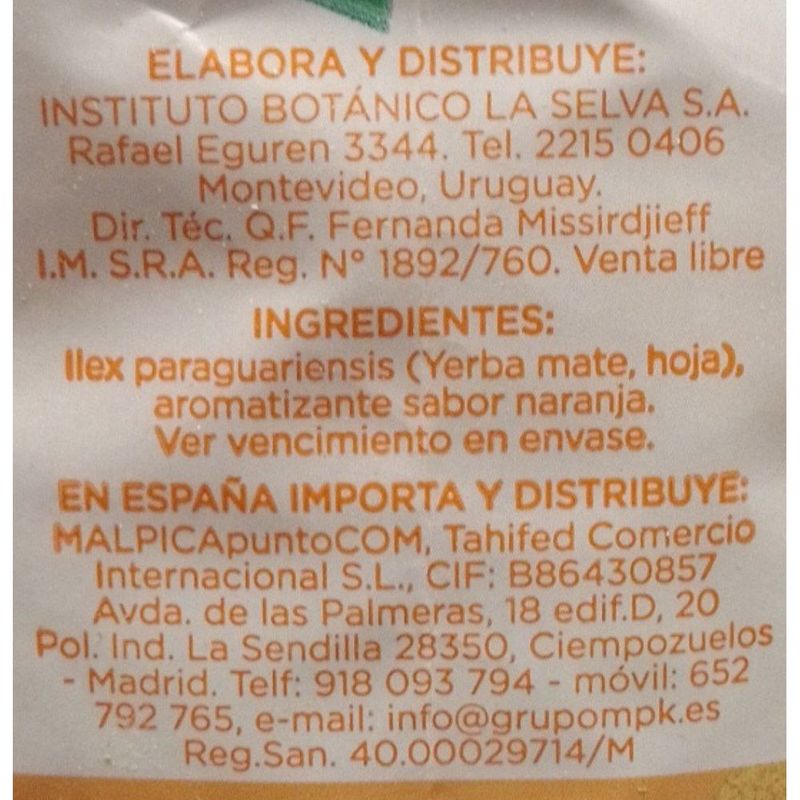 ELABORA Y DISTRIBUYE:
INSTITUTO BOTÁNICO LA SELVA S.A.
Rafael Eguren 3344. Tel. 2215 0406
Montevideo, Uruguay.
Dir. Téc. Q.F. Fernanda Missirdjieff
I.M. S.R.A. Reg. N° 1892/760. Venta libre
INGREDIENTES:
Ilex paraguariensis (Yerba mate, hoja),
aromatizante sabor naranja.
Ver vencimiento en envase.
EN ESPAÑA IMPORTA Y DISTRIBUYE:
MALPICApuntoCOM, Tahifed Comercio
Internacional S.L., CIF: B86430857
Avda. de las Palmeras, 18 edif.D, 20
Pol. Ind. La Sendilla 28350, Ciempozuelos
- Madrid. Telf: 918 093 794 - móvil: 652
792 765, e-mail: info@grupompk.es
Reg.San. 40.00029714/M